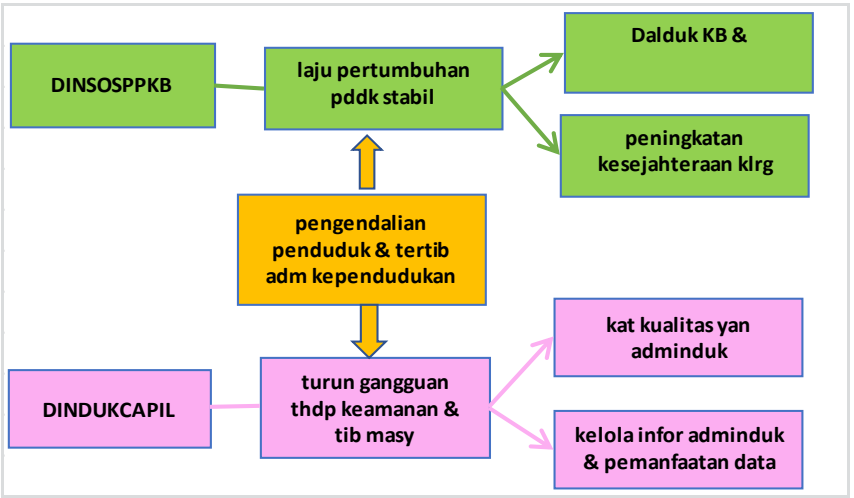 DINSOSPPKB
laju pertumbuhan
pddk stabil
Dalduk KB &
peningkatan
kesejahteraan klrg
pengendalian
penduduk & tertib
adm kependudukan
DINDUKCAPIL
turun gangguan
thdp keamanan &
tib masy
kat kualitas yan
adminduk
kelola infor adminduk
& pemanfaatan data